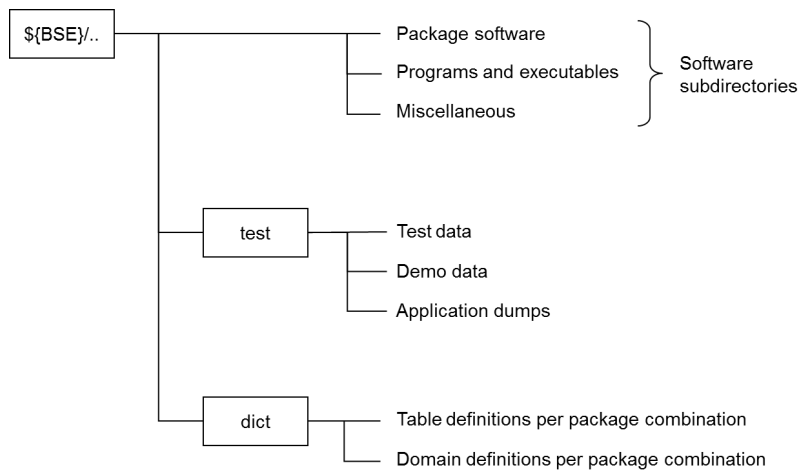 ${BSE}/..
Package software
Programs and executables
Miscellaneous
Software
subdirectories
test
Test data
Demo data
Application dumps
dict
Table definitions per package combination
Domain definitions per package combination